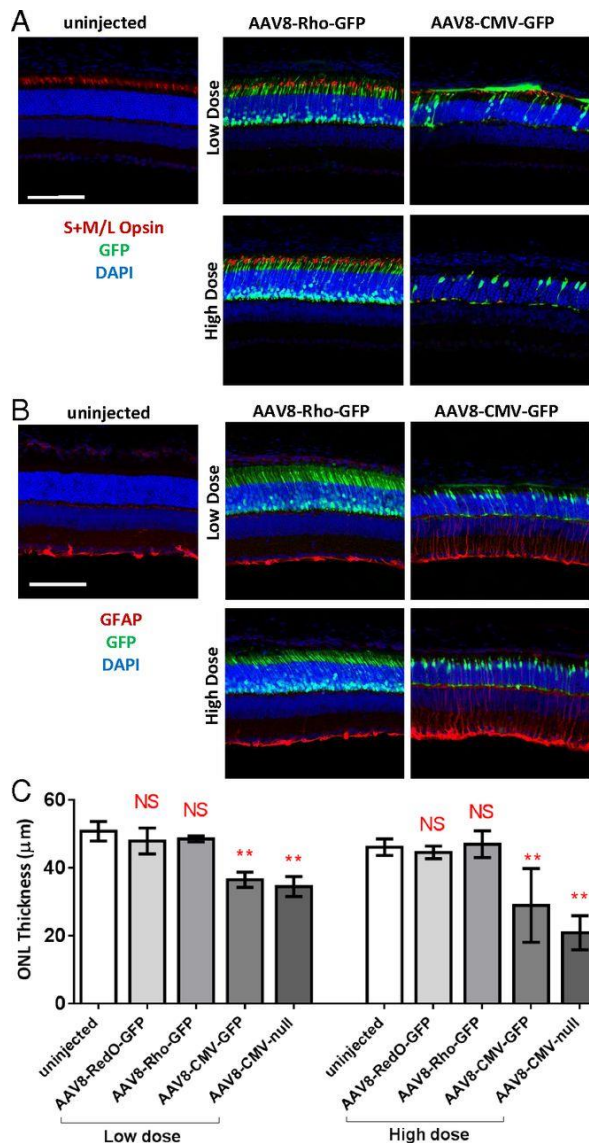 A
uninjected
AAV8-Rho-GFP
AAV8-CMV-GFP
Low Dose
S+M/L Opsin
GFP
DAPI
High Dose
B
uninjected
AAV8-Rho-GFP
AAV8-CMV-GFP
Low Dose
GFAP
GFP
DAPI
High Dose
C
ONL Thickness (μm)
60
40
20
0
NS
NS
**
**
NS
NS
**
**
uninjected
AAV8-RedO-GFP
AAV8-Rho-GFP
AAV8-CMV-GFP
AAV8-CMV-null
uninjected
AAV8-RedO-GFP
AAV8-Rho-GFP
AAV8-CMV-GFP
AAV8-CMV-null
Low dose
High dose